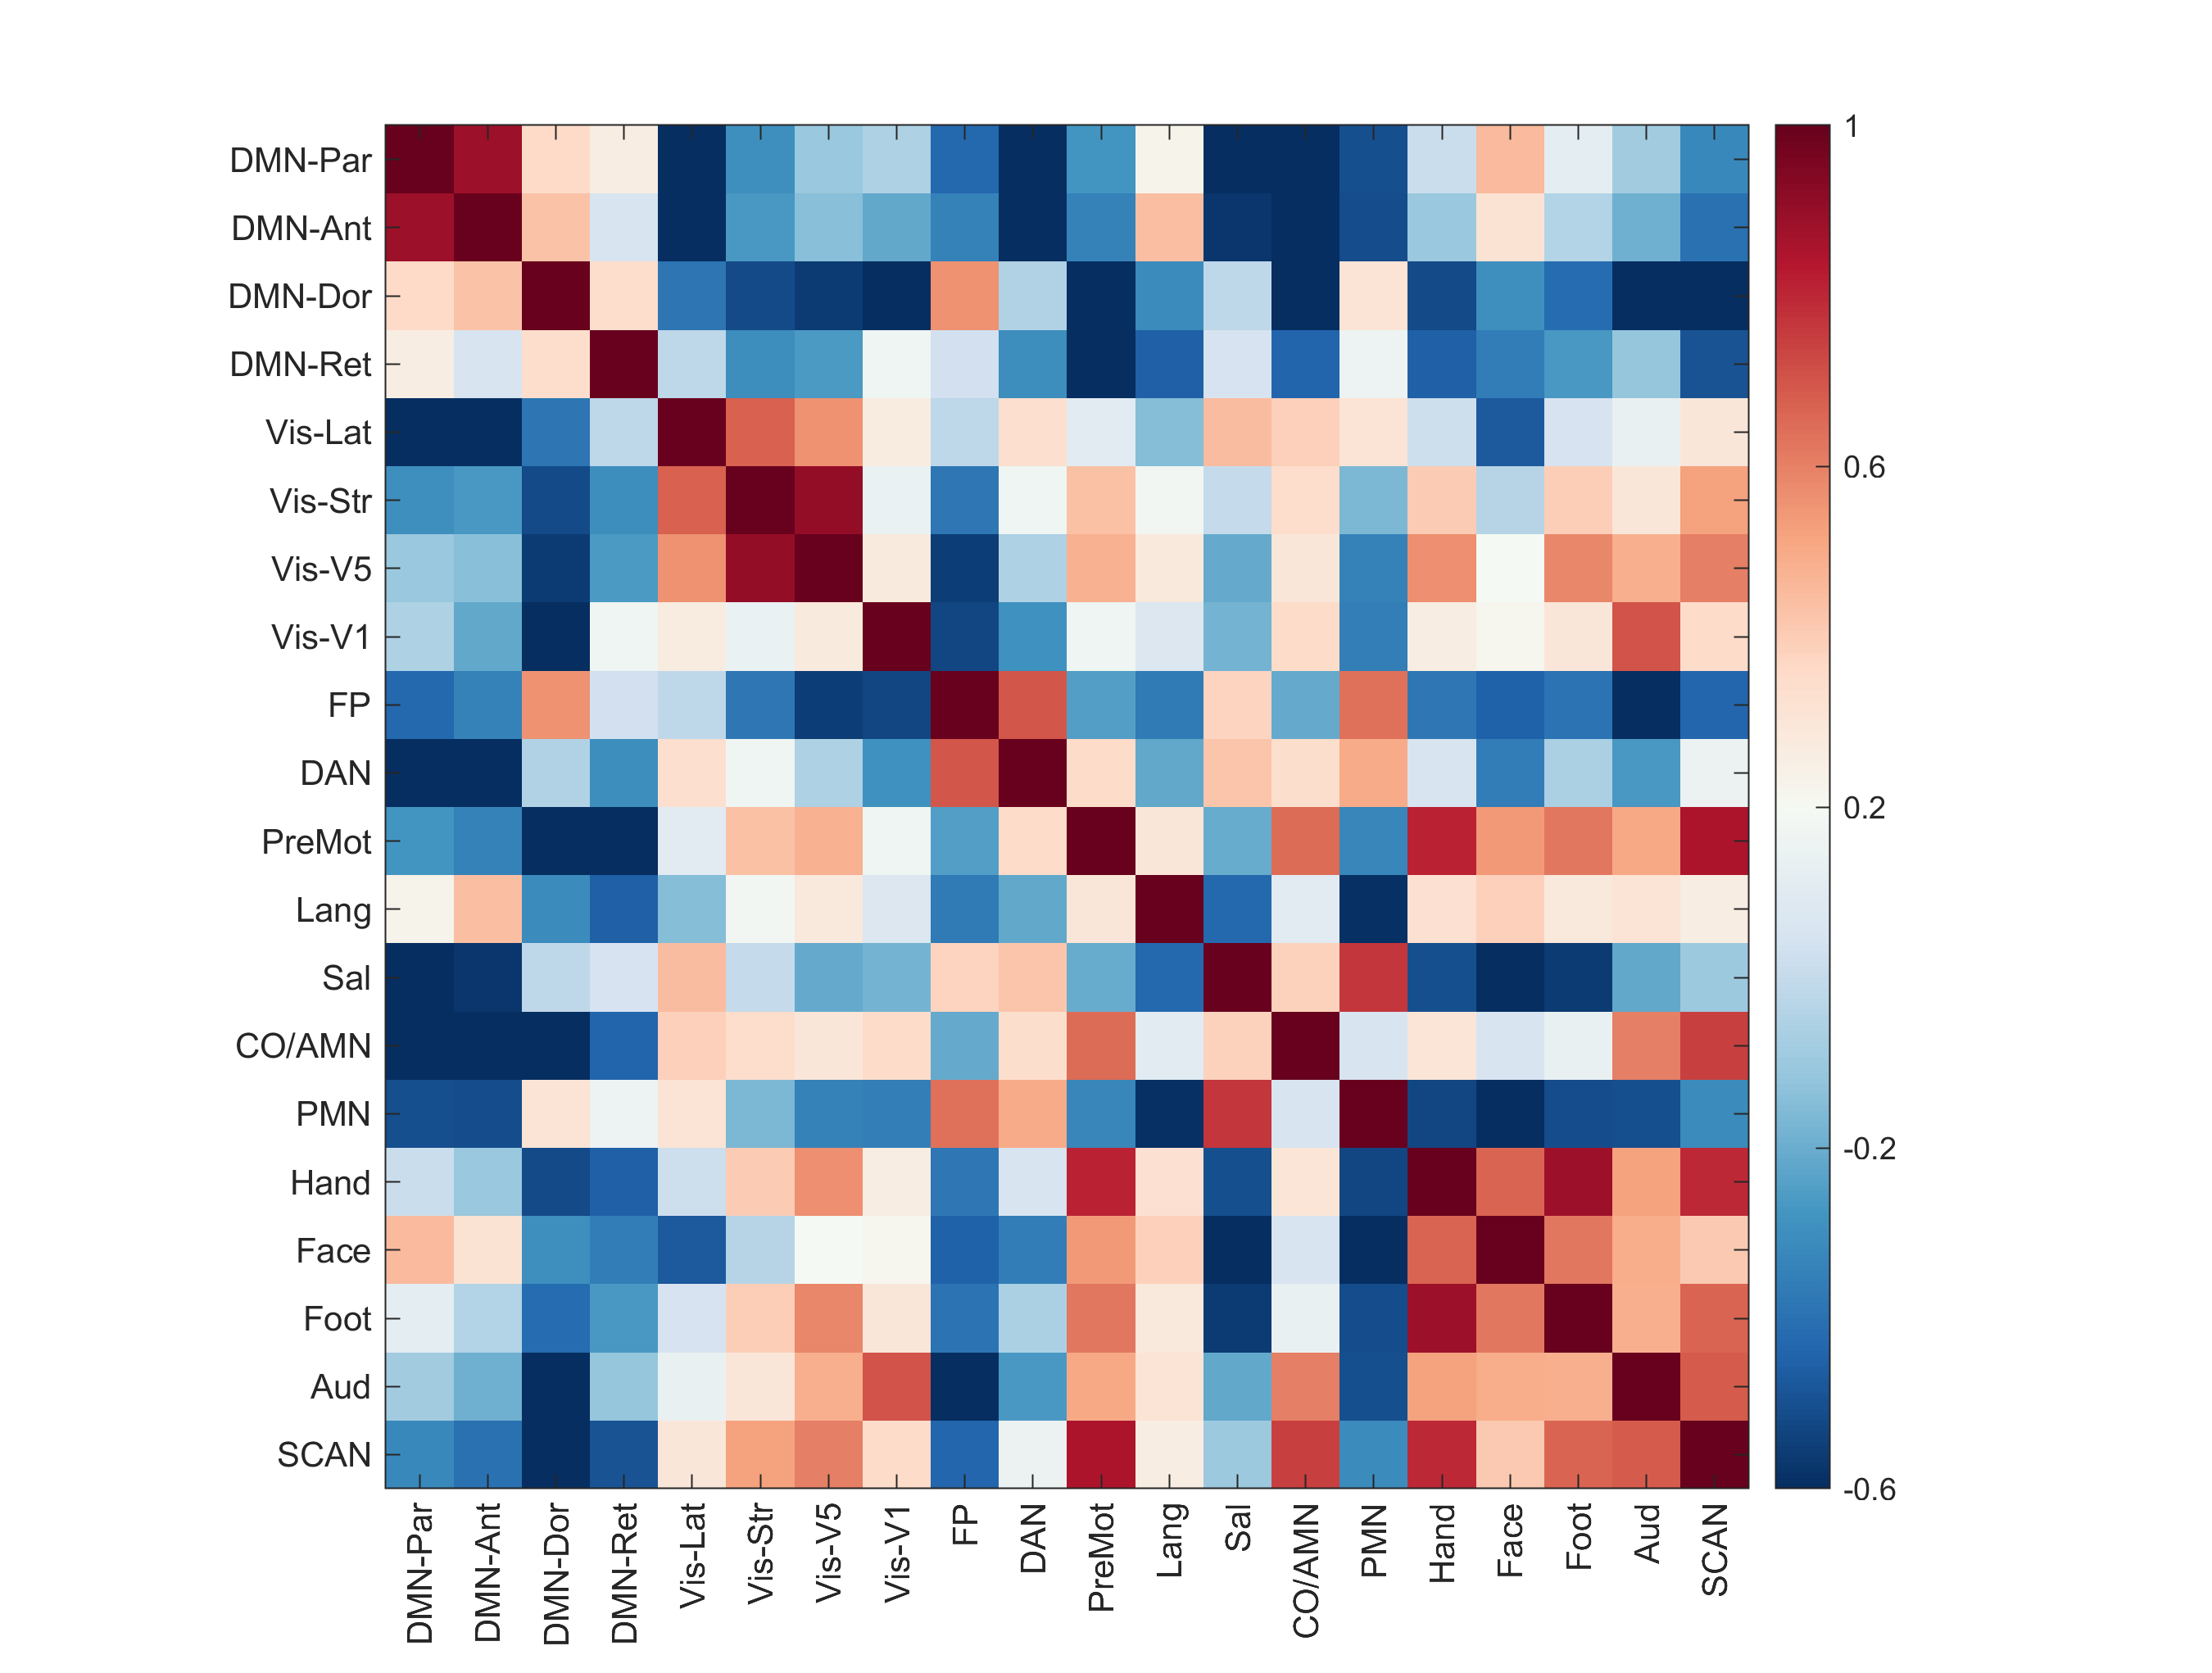 DMN-Par
DMN-Ant
DMN-Dor
DMN-Ret
Vis-Lat
Vis-Str
Vis-V5
Vis-V1
FP
DAN
PreMot
Lang
Sal
CO/AMN
PMN
Hand
Face
Foot
Aud
SCAN
DMN-Par
DMN-Ant
DMN-Dor
DMN-Ret
Vis-Lat
Vis-Str
Vis-V5
Vis-V1
FP
DAN
PreMot
Lang
Sal
CO/AMN
PMN
Hand
Face
Foot
Aud
SCAN
1
0.6
0.2
-0.2
-0.6